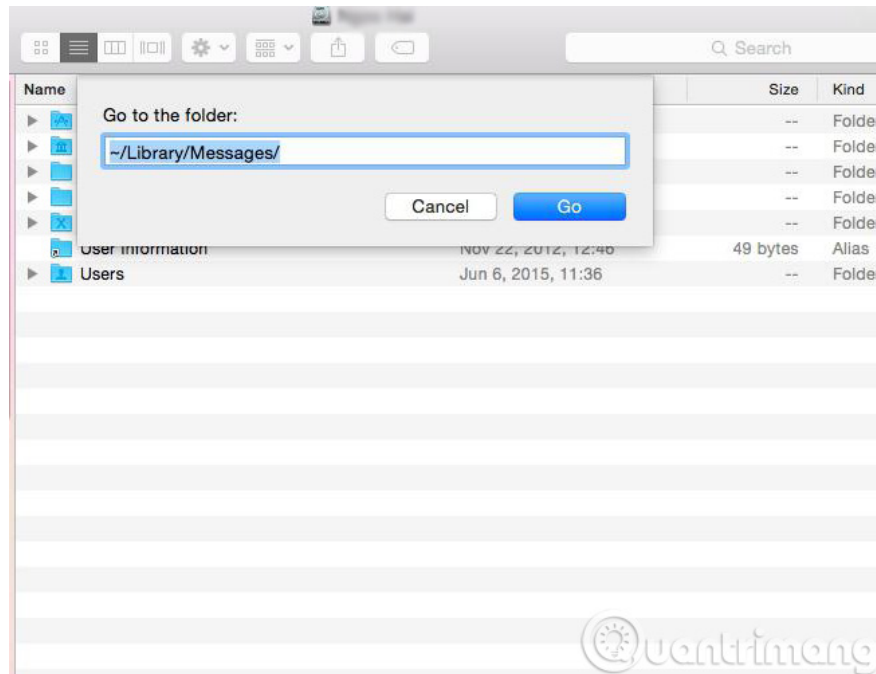 Search
Name Size Kind
Go to the folder:
~/Library/Messages/
Cancel Go
-- Folde
-- Folde
-- Folde
-- Folde
-- Folde
User Information Nov 22, 2012, 12:46 49 bytes Alias
Users Jun 6, 2015, 11:36 -- Folde
Quantrimang